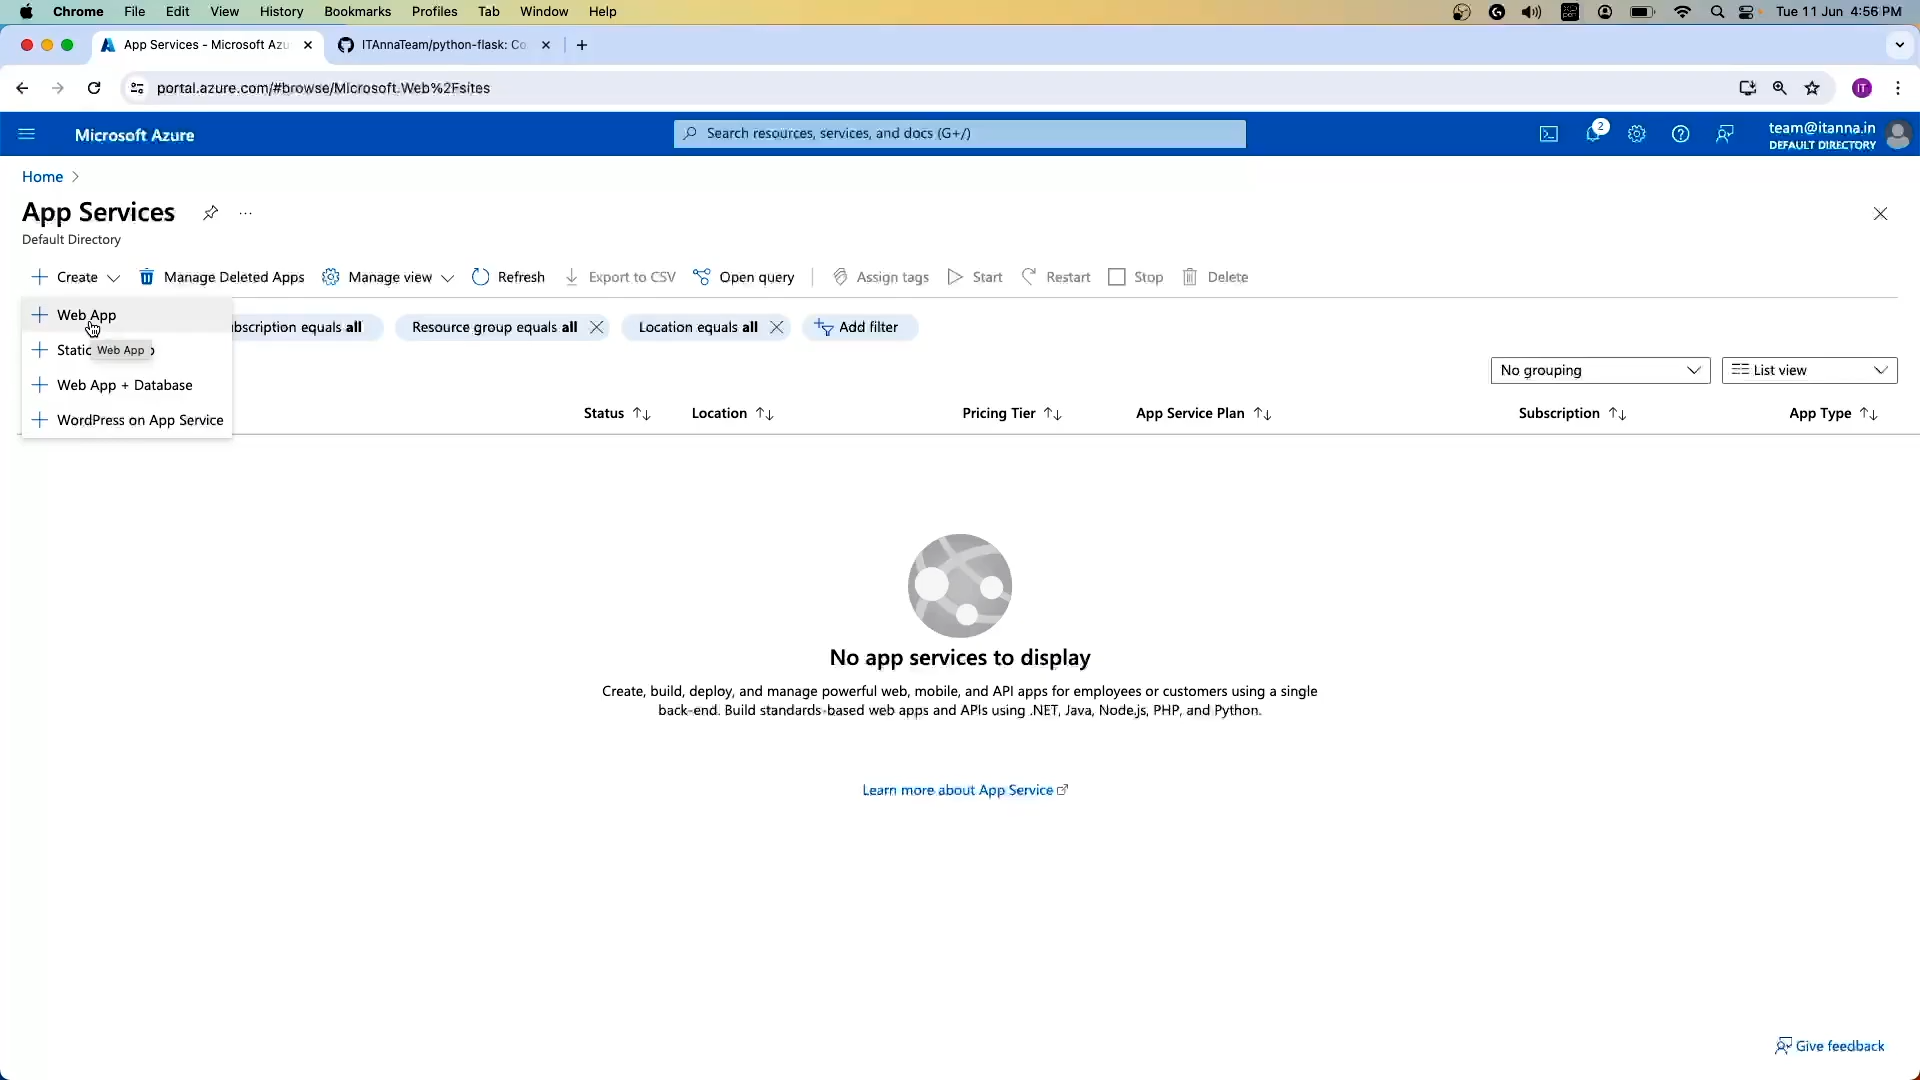 Chrome File Edit View History Bookmarks Profiles Tab Window Help Tue 11 Jun 4:56 PM
App Services - Microsoft Azu ITAnnaTeam/python-flask: Co
portal.azure.com/#browse/Microsoft.Web%2Fsites IT
Microsoft Azure Search resources, services, and docs (G+/) 2 team@itanna.in
DEFAULT DIRECTORY
Home >
App Services ...
Default Directory
Create Manage Deleted Apps Manage view Refresh Export to CSV Open query Assign tags Start Restart Stop Delete
Web App
ubscription equals all Resource group equals all Location equals all Add filter
Static
Web App
Web App + Database
WordPress on App Service
No grouping List view
Status Location Pricing Tier App Service Plan Subscription App Type
No app services to display
Create, build, deploy, and manage powerful web, mobile, and API apps for employees or customers using a single
back-end. Build standards-based web apps and APIs using .NET, Java, Node.js, PHP, and Python.
Learn more about App Service
Give feedback